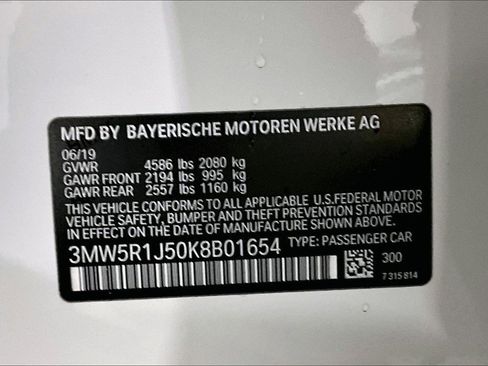 MFD BY BAYERISCHE MOTOREN WERKE AG
06/19
GVWR 4586 lbs 2080 kg
GAWR FRONT 2194 lbs 995 kg
GAWR REAR 2557 lbs 1160 kg
THIS VEHICLE CONFORMS TO ALL APPLICABLE U.S.FEDERAL MOTOR
VEHICLE SAFETY, BUMPER, AND THEFT PREVENTION STANDARDS
IN EFFECT ON THE DATE OF MANUFACTURE SHOWN ABOVE.
3MW5R1J50K8B01654 TYPE: PASSENGER CAR
300
7 315 814